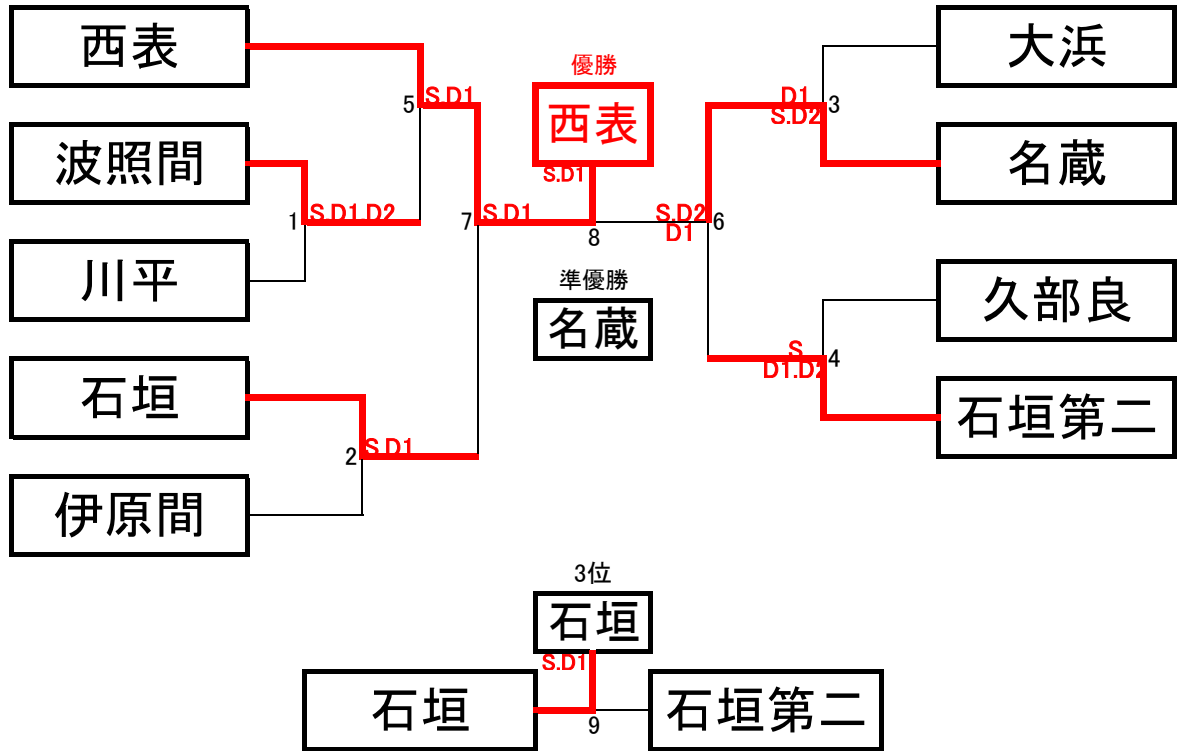 西表
波照間
川平
石垣
伊原間
5
S.D1
1
S.D1.D2
2
S.D1
7
S.D1
優勝
西表
S.D1
8
準優勝
名蔵
S.D2
D1
6
D1
S.D2
3
S
D1.D2
4
大浜
名蔵
久部良
石垣第二
3位
石垣
S.D1
石垣
9
石垣第二